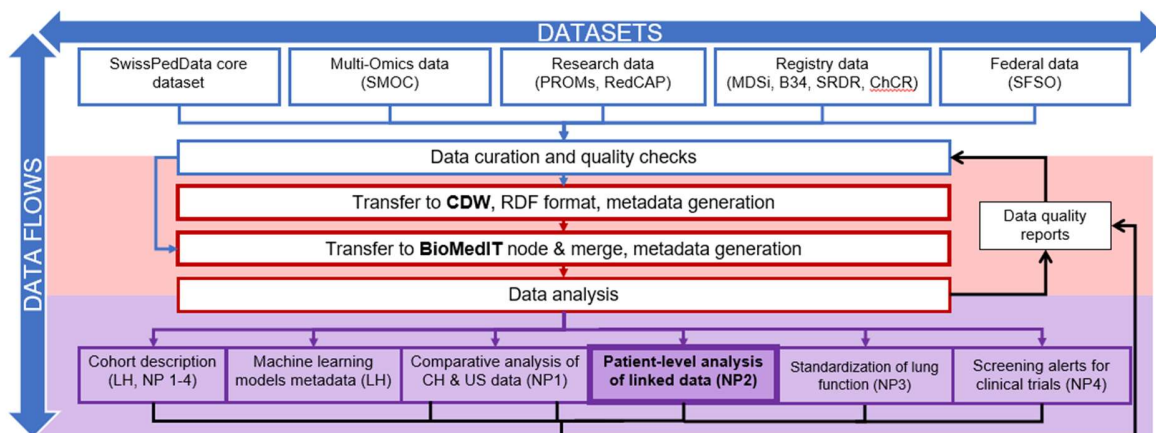 DATASETS
DATA FLOWS
SwissPedData core
dataset
Multi-Omics data
(SMOC)
Research data
(PROMs, RedCAP)
Registry data
(MDSi, B34, SRDR, ChCR)
Federal data
(SFSO)
Data curation and quality checks
Transfer to CDW, RDF format, metadata generation
Transfer to BioMedIT node & merge, metadata generation
Data analysis
Data quality
reports
Cohort description
(LH, NP 1-4)
Machine learning
models metadata (LH)
Comparative analysis of
CH & US data (NP1)
Patient-level analysis
of linked data (NP2)
Standardization of lung
function (NP3)
Screening alerts for
clinical trials (NP4)